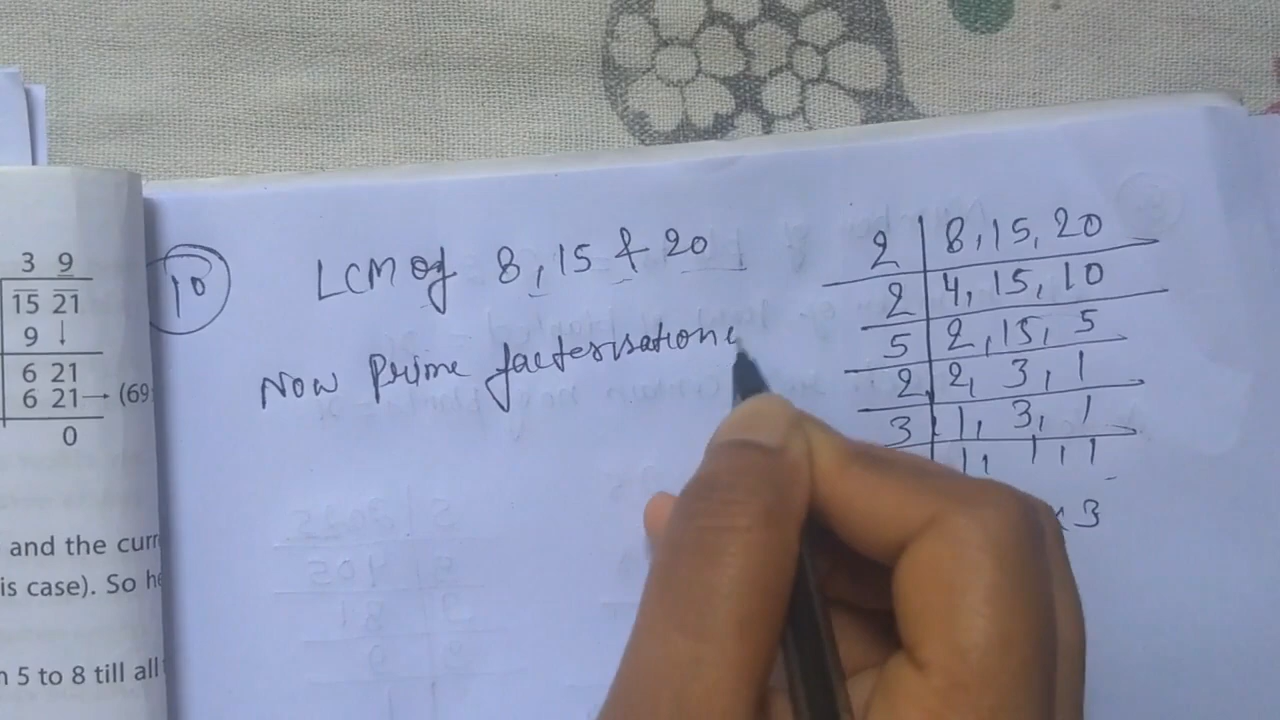 3 9
15 21
9 ↓
6 21
6 21 → (69
0
and the curr
is case). So he
n 5 to 8 till all
10
LCM of 8, 15 & 20
Now Prime factorisation
2 | 8, 15, 20
2 | 4, 15, 10
5 | 2, 15, 5
2 | 2, 3, 1
3 | 1, 3, 1
1, 1, 1
× 3